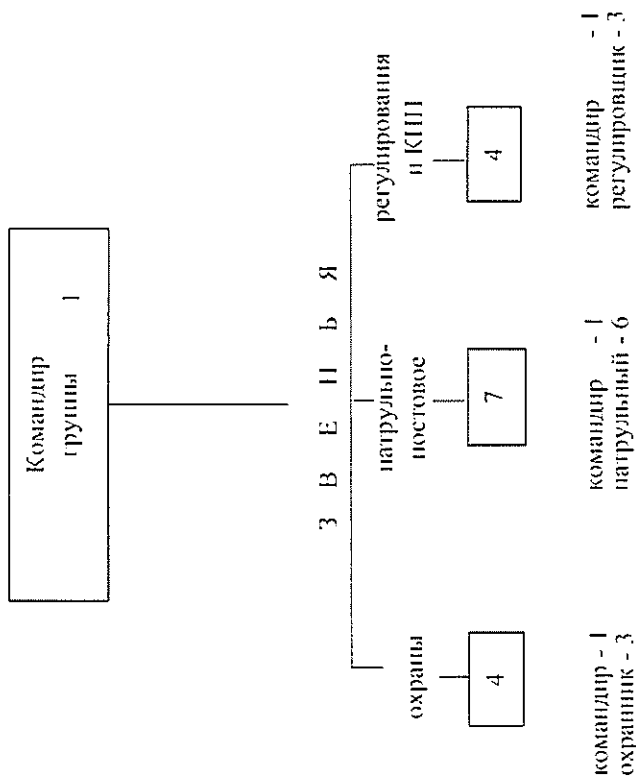 Командир
группы 1
З В Е Н Ь Я
охраны
4
командир - 1
охранник - 3
патрульно-
постовое
7
командир - 1
патрульный - 6
регулирования
и КПП
4
командир - 1
регулировщик - 3